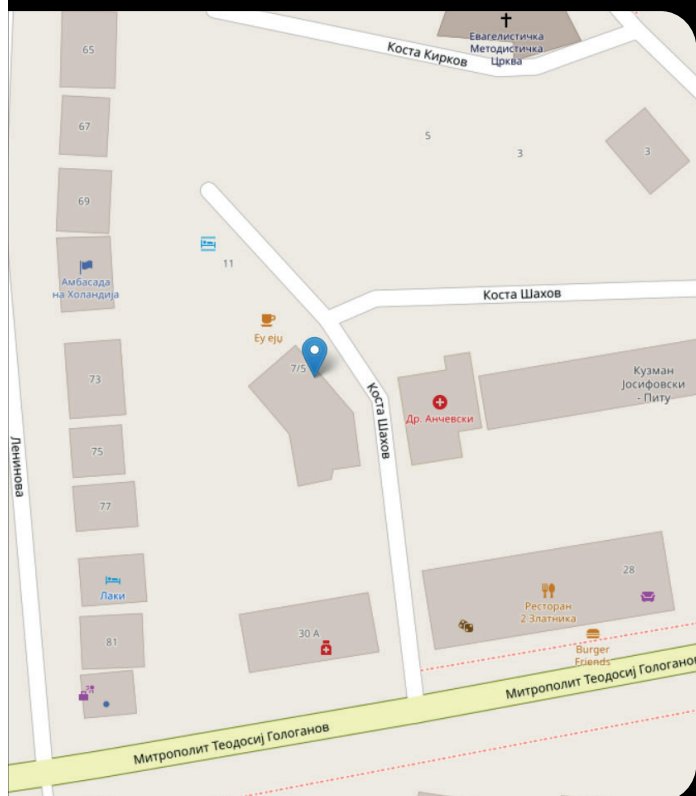 Евагелистичка
Методистичка
Црква
65
Коста Кирков
67
5
3
3
69
11
Амбасада
на Холандија
Коста Шахов
Еу еју
7/5
73
Коста Шахов
Кузман
Јосифовски
- Питу
Др. Анчевски
Ленинова
75
77
28
Лаки
Ресторан
2 Златника
30 А
81
Burger
Friends
Митрополит Теодосиј Гологанов
Митрополит Теодосиј Гологанов